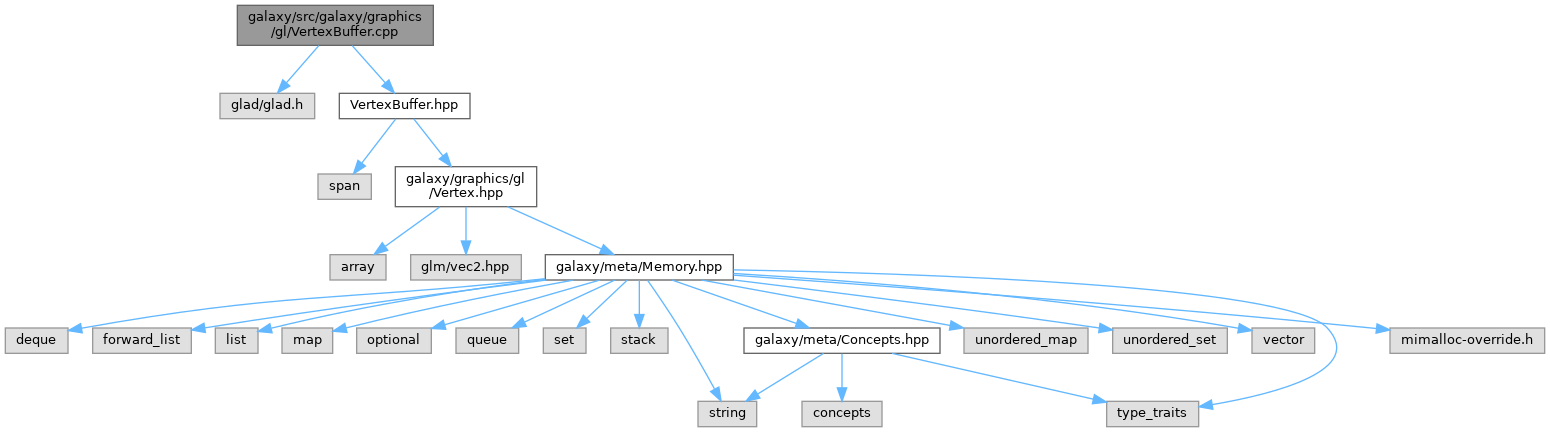 galaxy/src/galaxy/graphics
/gl/VertexBuffer.cpp
glad/glad.h
VertexBuffer.hpp
span
galaxy/graphics/gl
/Vertex.hpp
array
glm/vec2.hpp
galaxy/meta/Memory.hpp
deque
forward_list
list
map
optional
queue
set
stack
galaxy/meta/Concepts.hpp
unordered_map
unordered_set
vector
mimalloc-override.h
string
concepts
type_traits